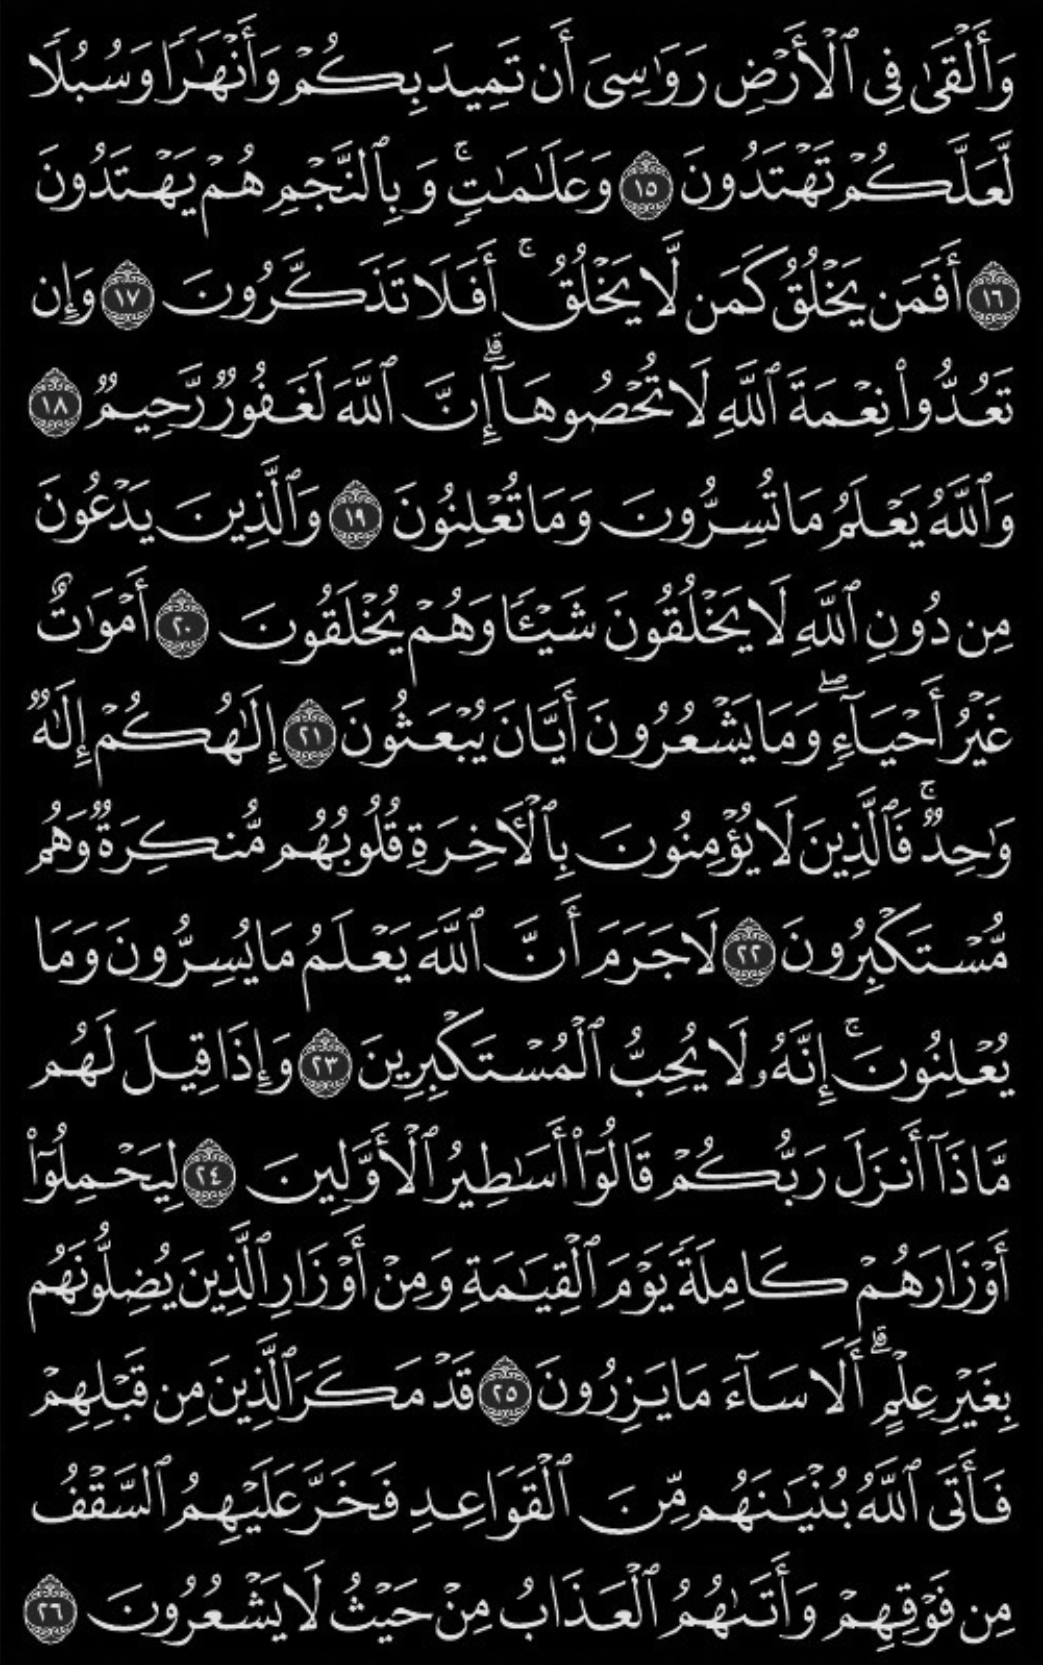 وَأَلْقَىٰ فِى ٱلْأَرْضِ رَوَٰسِىَ أَن تَمِيدَ بِكُمْ وَأَنْهَٰرًا وَسُبُلًا
لَّعَلَّكُمْ تَهْتَدُونَ ١٥ وَعَلَٰمَٰتٍ ۚ وَبِٱلنَّجْمِ هُمْ يَهْتَدُونَ
١٦ أَفَمَن يَخْلُقُ كَمَن لَّا يَخْلُقُ ۚ أَفَلَا تَذَكَّرُونَ ١٧ وَإِن
تَعُدُّوا۟ نِعْمَةَ ٱللَّهِ لَا تُحْصُوهَآ ۗ إِنَّ ٱللَّهَ لَغَفُورٌ رَّحِيمٌ ١٨
وَٱللَّهُ يَعْلَمُ مَا تُسِرُّونَ وَمَا تُعْلِنُونَ ١٩ وَٱلَّذِينَ يَدْعُونَ
مِن دُونِ ٱللَّهِ لَا يَخْلُقُونَ شَيْـًٔا وَهُمْ يُخْلَقُونَ ٢٠ أَمْوَٰتٌ
غَيْرُ أَحْيَآءٍ ۖ وَمَا يَشْعُرُونَ أَيَّانَ يُبْعَثُونَ ٢١ إِلَٰهُكُمْ إِلَٰهٌ
وَٰحِدٌ ۚ فَٱلَّذِينَ لَا يُؤْمِنُونَ بِٱلْـَٔاخِرَةِ قُلُوبُهُم مُّنكِرَةٌ وَهُم
مُّسْتَكْبِرُونَ ٢٢ لَا جَرَمَ أَنَّ ٱللَّهَ يَعْلَمُ مَا يُسِرُّونَ وَمَا
يُعْلِنُونَ ۚ إِنَّهُۥ لَا يُحِبُّ ٱلْمُسْتَكْبِرِينَ ٢٣ وَإِذَا قِيلَ لَهُم
مَّاذَآ أَنزَلَ رَبُّكُمْ قَالُوٓا۟ أَسَٰطِيرُ ٱلْأَوَّلِينَ ٢٤ لِيَحْمِلُوٓا۟
أَوْزَارَهُمْ كَامِلَةً يَوْمَ ٱلْقِيَٰمَةِ وَمِنْ أَوْزَارِ ٱلَّذِينَ يُضِلُّونَهُم
بِغَيْرِ عِلْمٍ ۗ أَلَا سَآءَ مَا يَزِرُونَ ٢٥ قَدْ مَكَرَ ٱلَّذِينَ مِن قَبْلِهِمْ
فَأَتَى ٱللَّهُ بُنْيَٰنَهُم مِّنَ ٱلْقَوَاعِدِ فَخَرَّ عَلَيْهِمُ ٱلسَّقْفُ
مِن فَوْقِهِمْ وَأَتَىٰهُمُ ٱلْعَذَابُ مِنْ حَيْثُ لَا يَشْعُرُونَ ٢٦